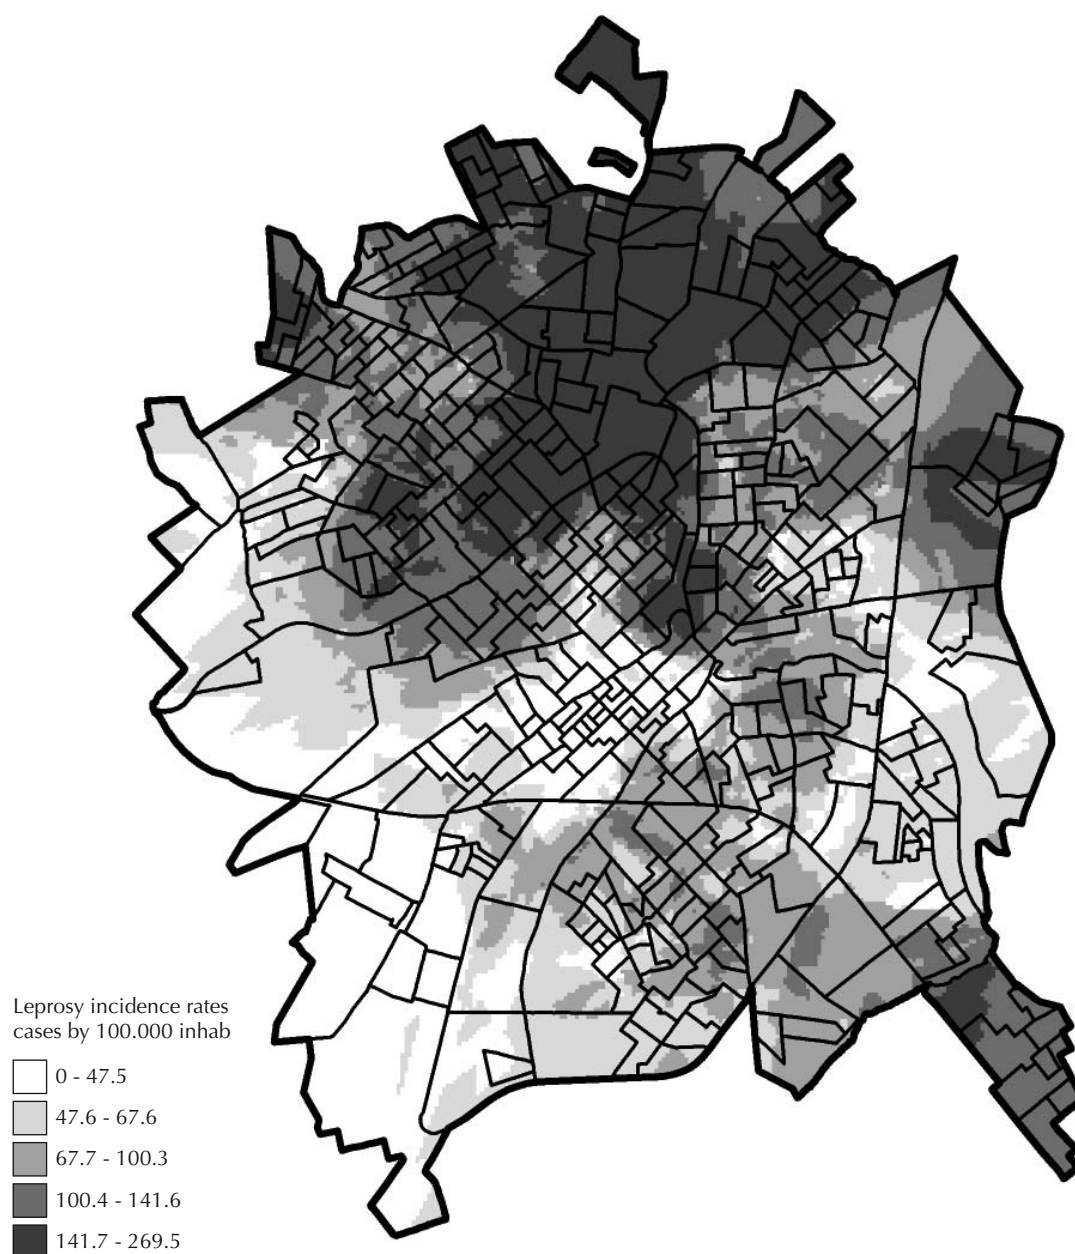 Leprosy incidence rates
cases by 100.000 inhab
0 - 47.5
47.6 - 67.6
67.7 - 100.3
100.4 - 141.6
141.7 - 269.5